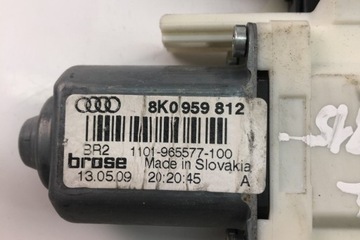 8K0 959 812
BR2 1101-965577-100
brose Made in Slovakia
13.05.09 20:20:45 A